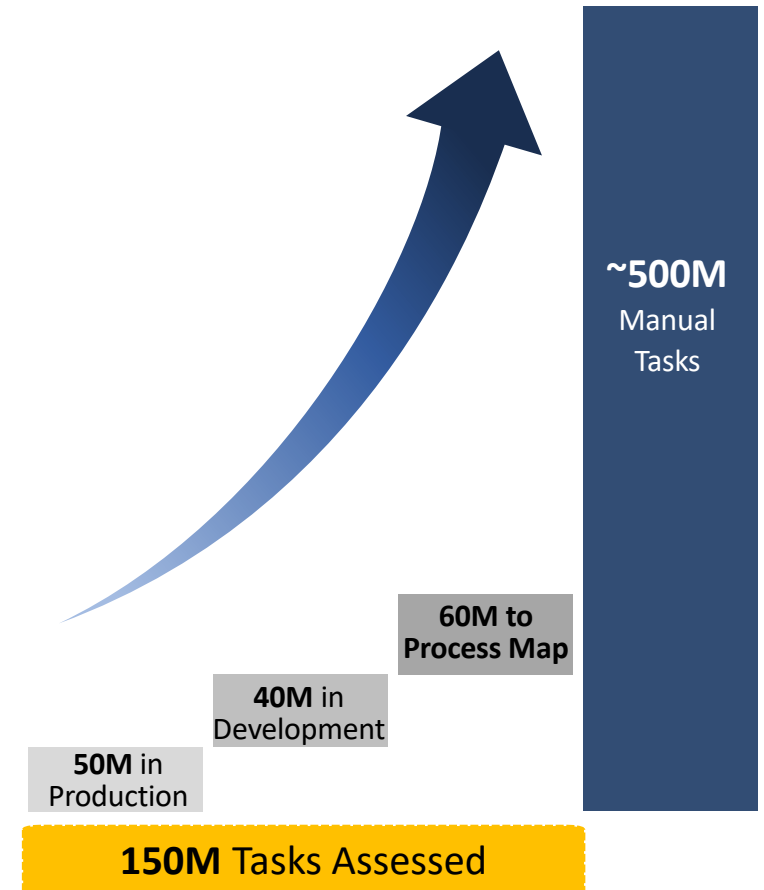 ~500M
Manual
Tasks
60M to
Process Map
40M in
Development
50M in
Production
150M Tasks Assessed